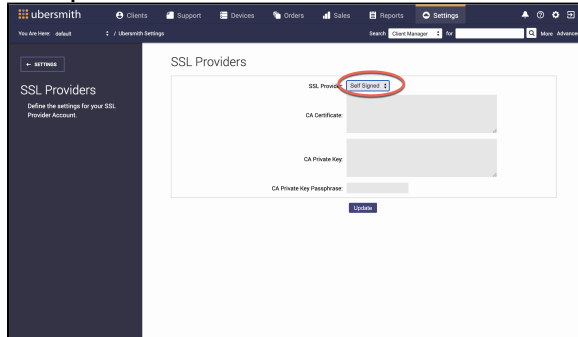 ubersmith Clients Support Devices Orders Sales Reports Settings
You Are Here: default / Ubersmith Settings Search Client Manager for More Advance
← SETTINGS
SSL Providers
Define the settings for your SSL
Provider Account.
SSL Providers
SSL Provider: Self Signed
CA Certificate:
CA Private Key:
CA Private Key Passphrase:
Update